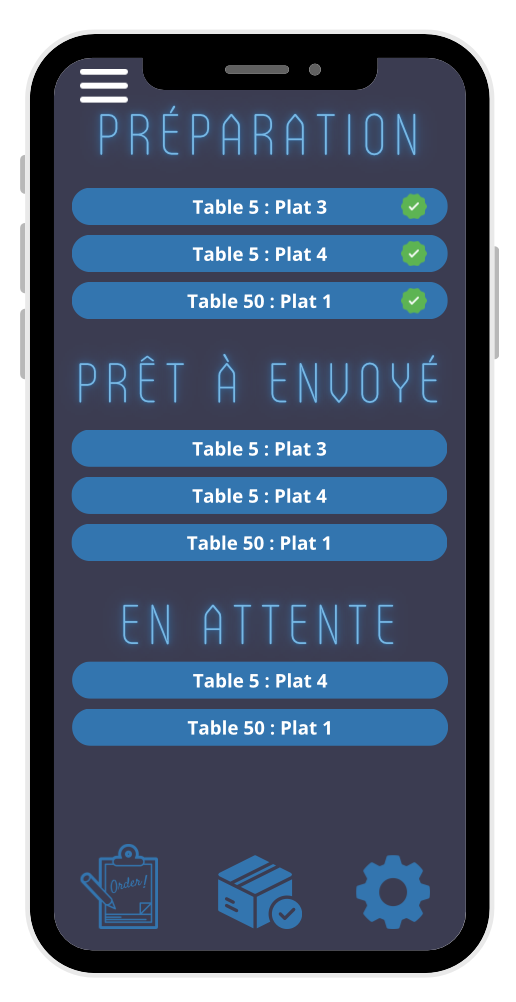 PRÉPARATION
Table 5 : Plat 3
Table 5 : Plat 4
Table 50 : Plat 1
PRÊT À ENVOYÉ
Table 5 : Plat 3
Table 5 : Plat 4
Table 50 : Plat 1
EN ATTENTE
Table 5 : Plat 4
Table 50 : Plat 1
Order!